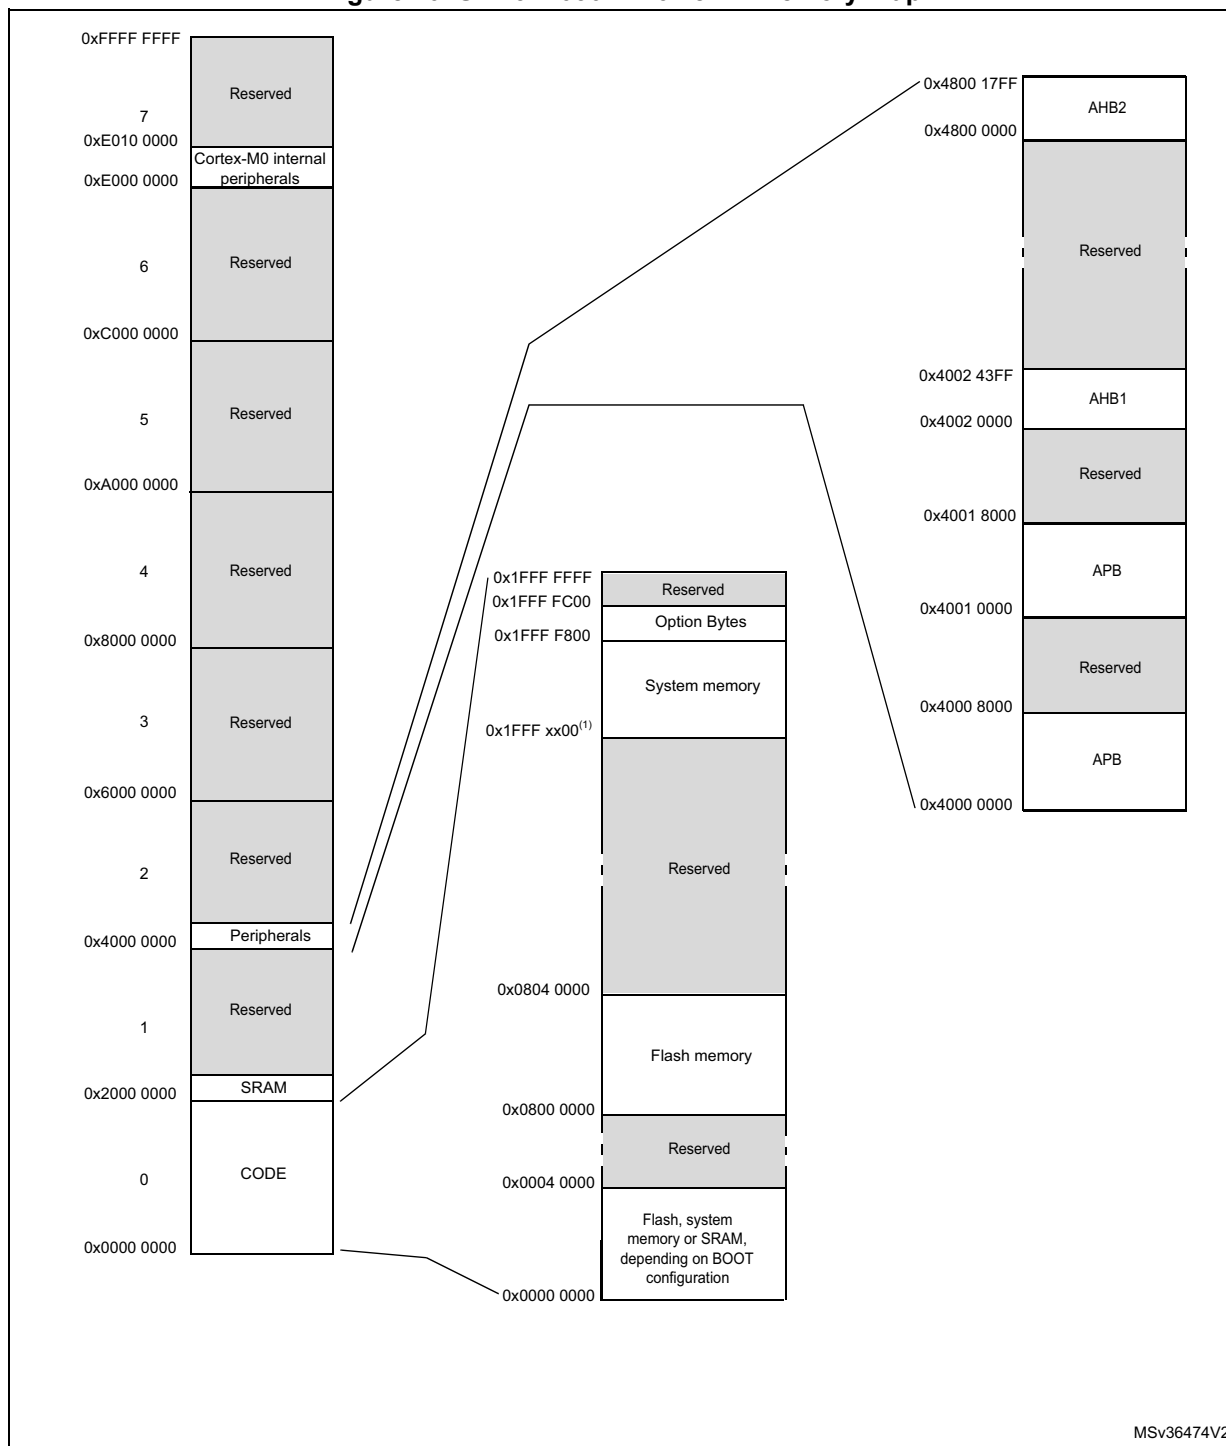 0xFFFF FFFF
Reserved
7
0xE010 0000
Cortex-M0 internal
peripherals
0xE000 0000
6
Reserved
0xC000 0000
Reserved
5
0xA000 0000
4
Reserved
0x8000 0000
3
Reserved
0x6000 0000
Reserved
2
Peripherals
0x4000 0000
Reserved
1
SRAM
0x2000 0000
CODE
0
0x0000 0000
0x1FFF FFFF
Reserved
0x1FFF FC00
Option Bytes
0x1FFF F800
System memory
0x1FFF xx00(1)
Reserved
0x0804 0000
Flash memory
0x0800 0000
Reserved
0x0004 0000
Flash, system
memory or SRAM,
depending on BOOT
configuration
0x0000 0000
0x4800 17FF
AHB2
0x4800 0000
Reserved
0x4002 43FF
AHB1
0x4002 0000
Reserved
0x4001 8000
APB
0x4001 0000
Reserved
0x4000 8000
APB
0x4000 0000
MSv36474V2